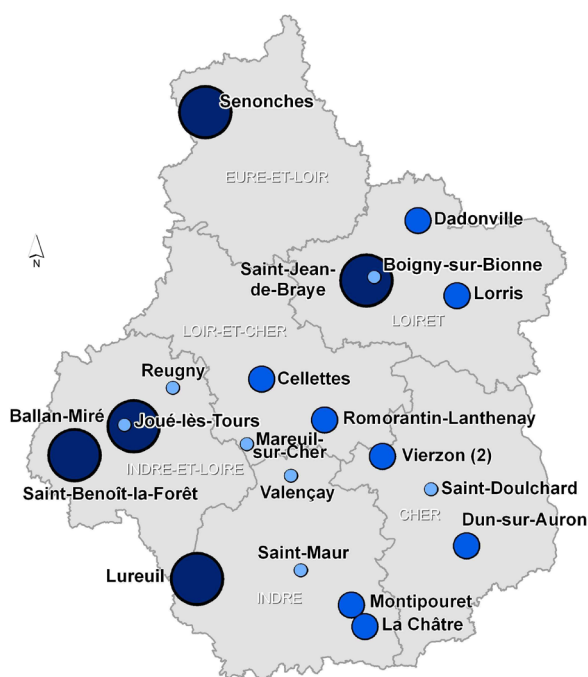 Senonches
EURE-ET-LOIR
N
Dadonville
Saint-Jean-
de-Braye
Boigny-sur-Bionne
Lorris
LOIRET
LOIR-ET-CHER
Reugny
Cellettes
Ballan-Miré
Joué-lès-Tours
Romorantin-Lanthenay
Mareuil-
sur-Cher
Vierzon (2)
INDRE-ET-LOIRE
Saint-Benoît-la-Forêt
Valençay
Saint-Doulchard
CHER
Dun-sur-Auron
Saint-Maur
Lureuil
INDRE
Montipouret
La Châtre